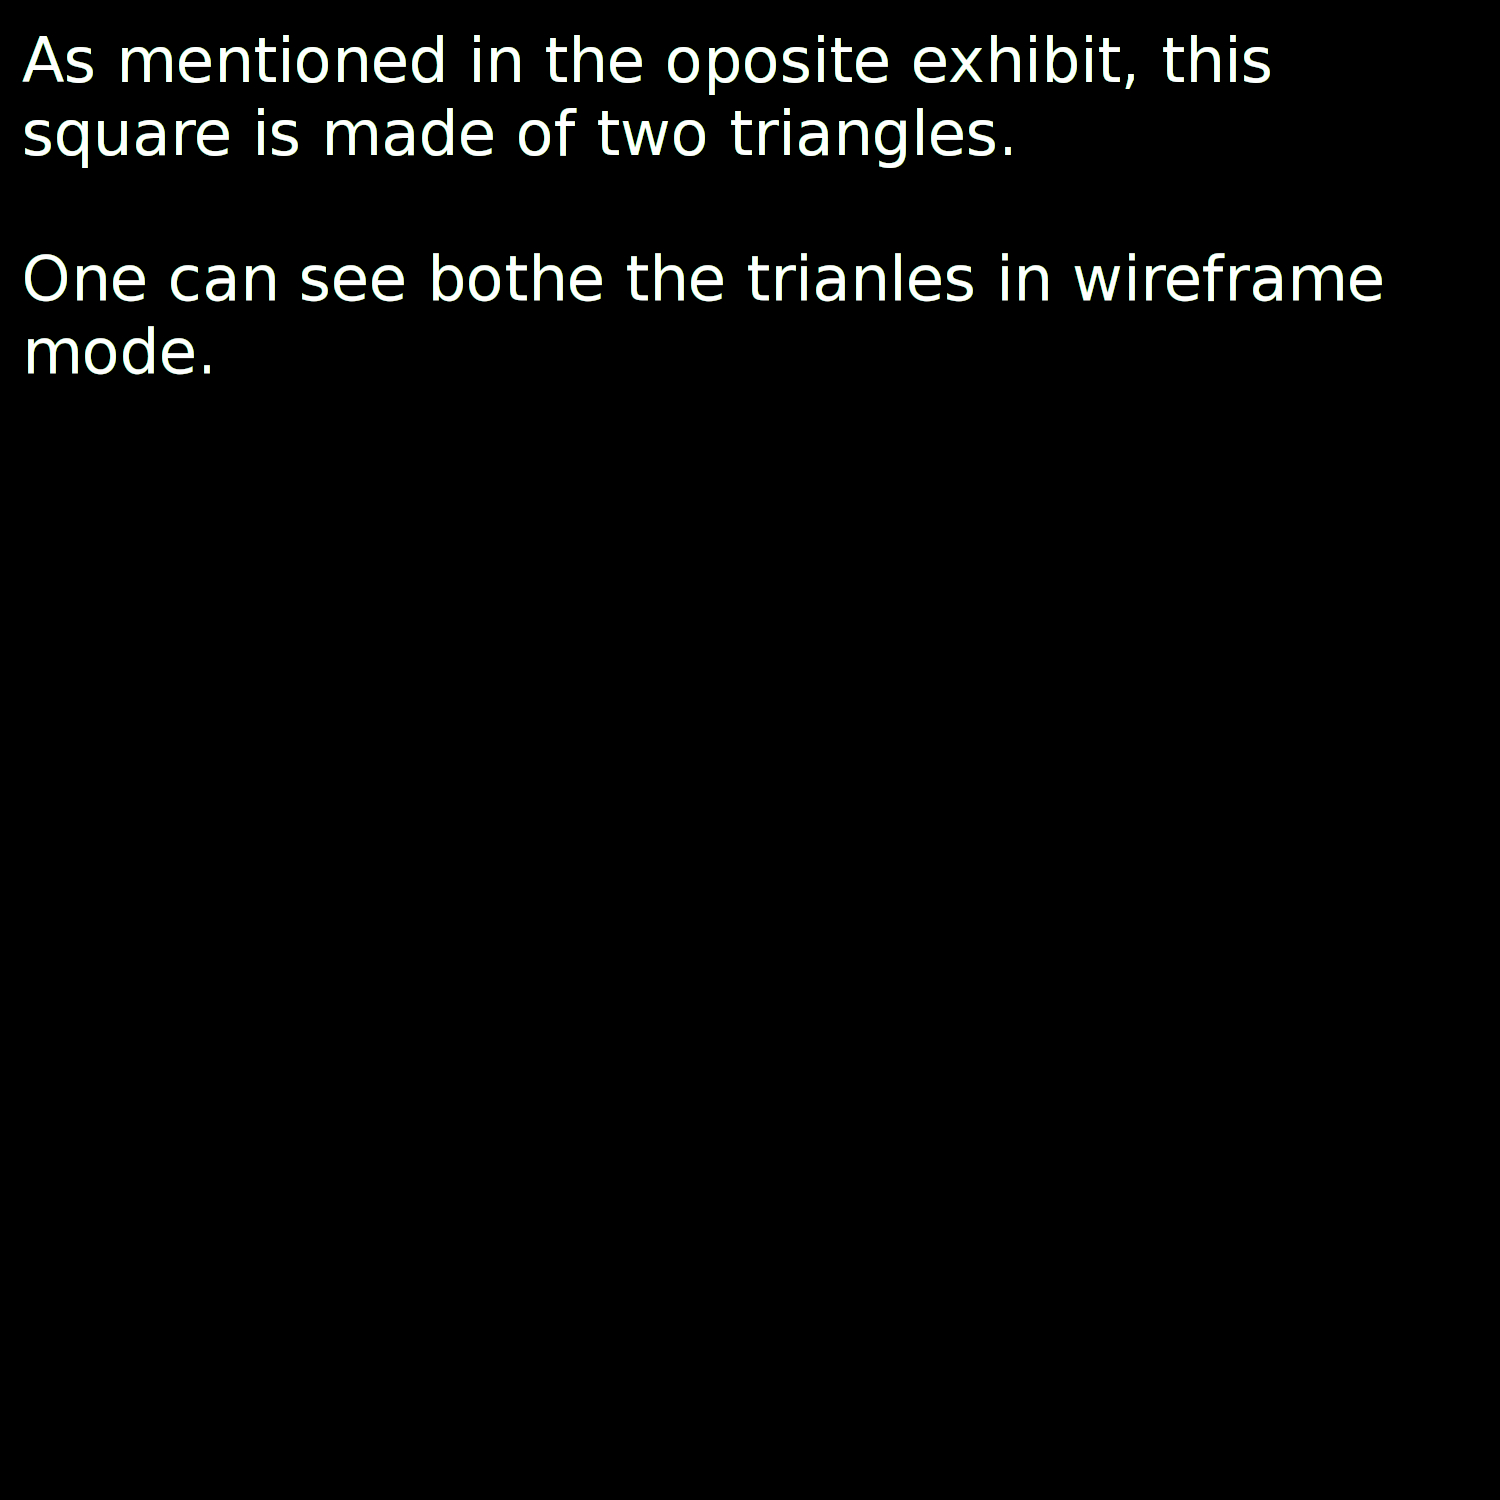 As mentioned in the oposite exhibit, this
square is made of two triangles.
One can see bothe the trianles in wireframe
mode.